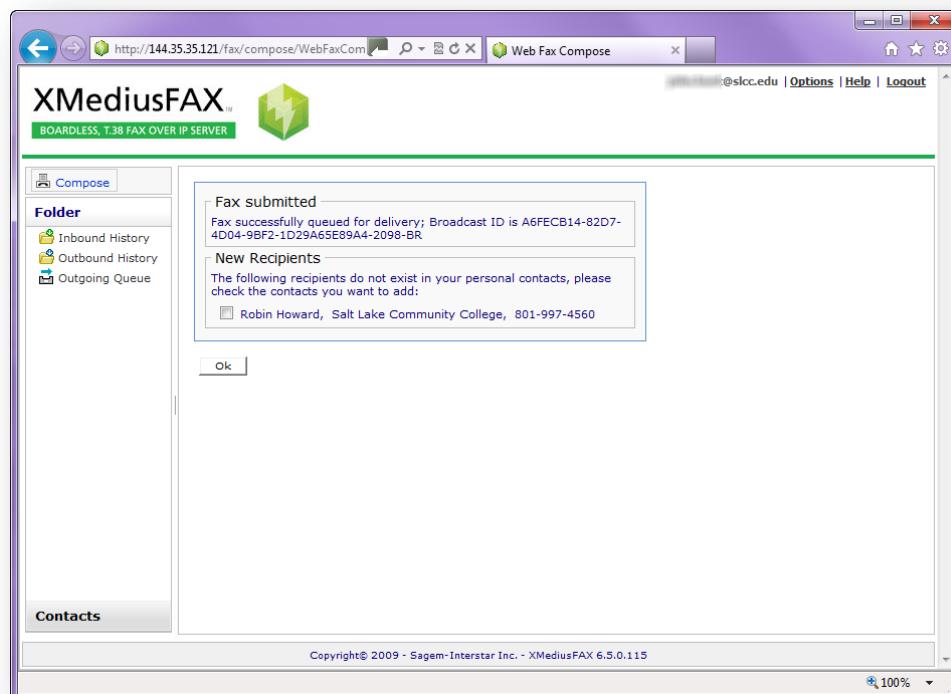 http://144.35.35.121/fax/compose/WebFaxCom
Web Fax Compose
@slcc.edu | Options | Help | Logout
XMediusFAX™
BOARDLESS, T.38 FAX OVER IP SERVER
Compose
Folder
Inbound History
Outbound History
Outgoing Queue
Contacts
Fax submitted
Fax successfully queued for delivery; Broadcast ID is A6FECB14-82D7-
4D04-9BF2-1D29A65E89A4-2098-BR
New Recipients
The following recipients do not exist in your personal contacts, please
check the contacts you want to add:
Robin Howard, Salt Lake Community College, 801-997-4560
Ok
Copyright© 2009 - Sagem-Interstar Inc. - XMediusFAX 6.5.0.115
100%